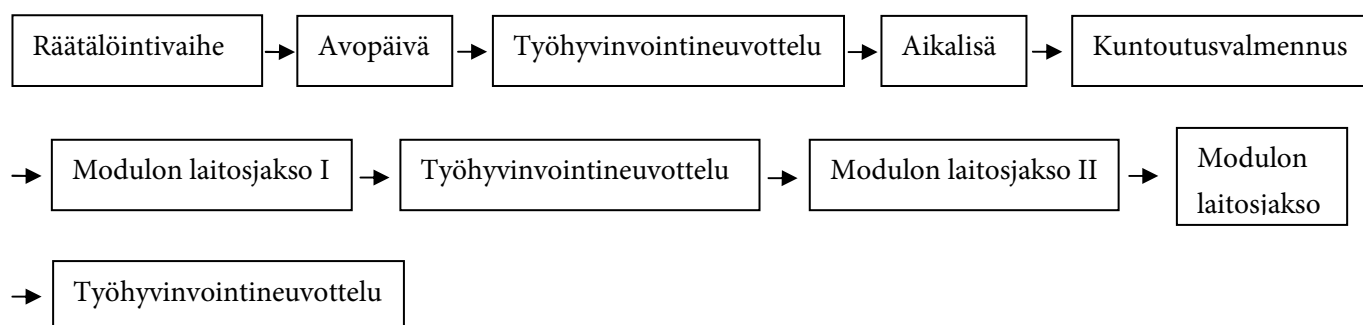 Räätälöintivaihe
Avopäivä
Työhyvinvointineuvottelu
Aikalisä
Kuntoutusvalmennus
Modulon laitosjakso I
Työhyvinvointineuvottelu
Modulon laitosjakso II
Modulon
laitosjakso
Työhyvinvointineuvottelu